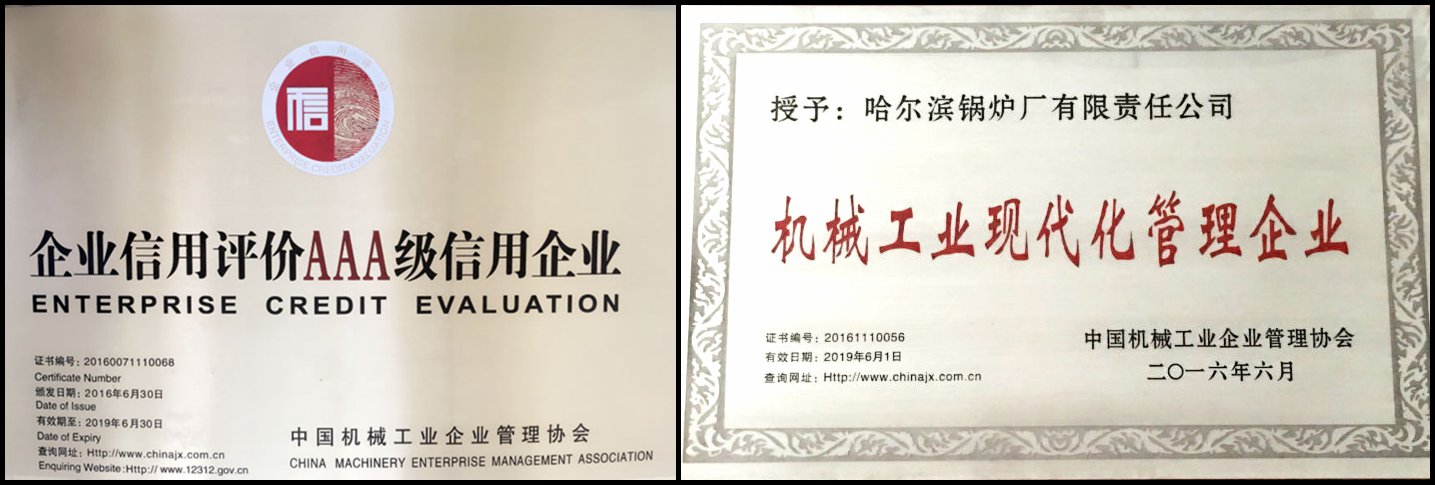 企业信用评价
信
ENTERPRISE CREDIT EVALUATION
企业信用评价AAA级信用企业
ENTERPRISE CREDIT EVALUATION
证书编号：20160071110068
Certificate Number
颁发日期：2016年6月30日
Date of Issue
有效期至：2019年6月30日
Date of Expiry
查询网址：Http://www.chinajx.com.cn
Enquiring Website:Http:// www.12312.gov.cn
中国机械工业企业管理协会
CHINA MACHINERY ENTERPRISE MANAGEMENT ASSOCIATION
授予：哈尔滨锅炉厂有限责任公司
机械工业现代化管理企业
证书编号：20161110056
有效日期：2019年6月1日
查询网址：Http://www.chinajx.com.cn
中国机械工业企业管理协会
二〇一六年六月